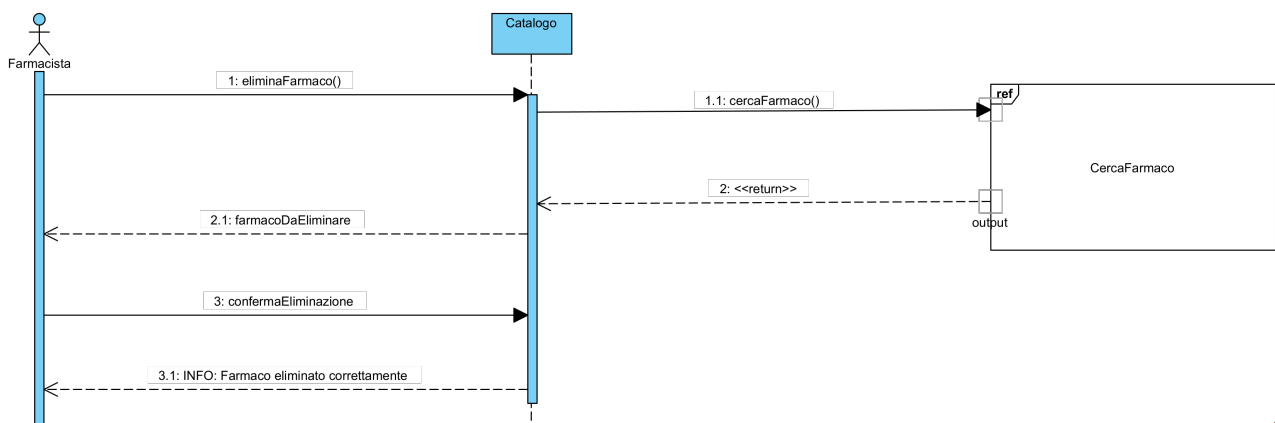 Farmacista
Catalogo
1: eliminaFarmaco()
1.1: cercaFarmaco()
ref
CercaFarmaco
2: <<return>>
output
2.1: farmacoDaEliminare
3: confermaEliminazione
3.1: INFO: Farmaco eliminato correttamente